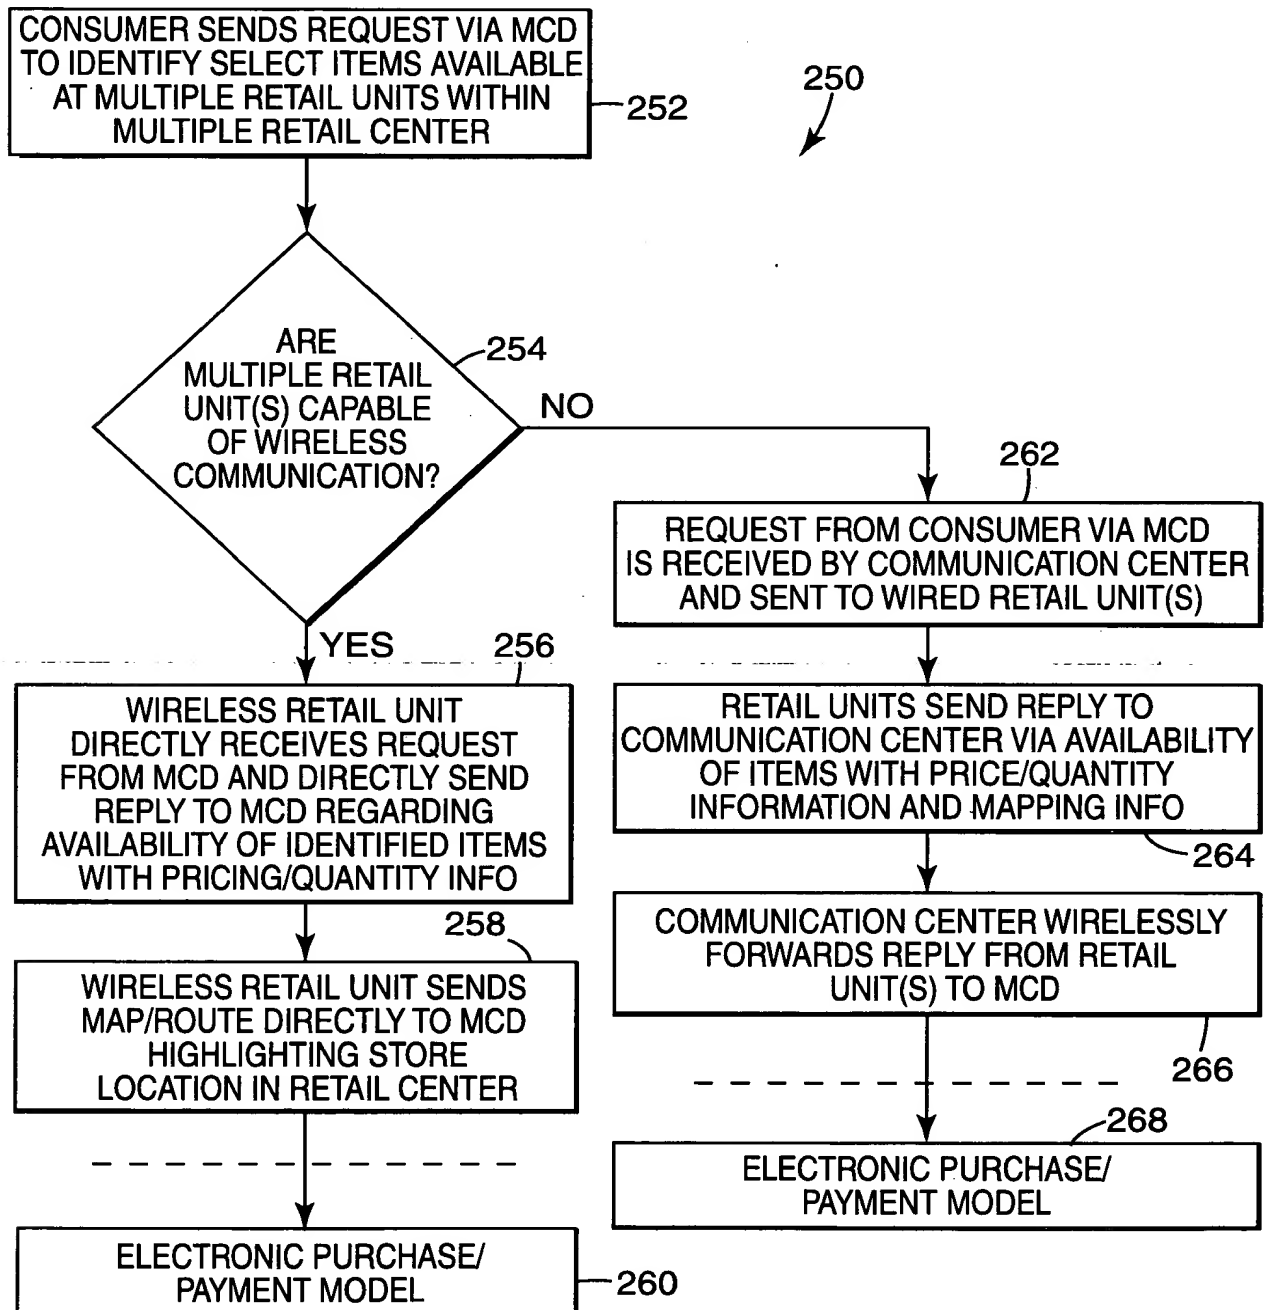 CONSUMER SENDS REQUEST VIA MCD
TO IDENTIFY SELECT ITEMS AVAILABLE
AT MULTIPLE RETAIL UNITS WITHIN
MULTIPLE RETAIL CENTER
252
250
ARE
MULTIPLE RETAIL
UNIT(S) CAPABLE
OF WIRELESS
COMMUNICATION?
254
NO
YES
256
WIRELESS RETAIL UNIT
DIRECTLY RECEIVES REQUEST
FROM MCD AND DIRECTLY SEND
REPLY TO MCD REGARDING
AVAILABILITY OF IDENTIFIED ITEMS
WITH PRICING/QUANTITY INFO
258
WIRELESS RETAIL UNIT SENDS
MAP/ROUTE DIRECTLY TO MCD
HIGHLIGHTING STORE
LOCATION IN RETAIL CENTER
ELECTRONIC PURCHASE/
PAYMENT MODEL
260
262
REQUEST FROM CONSUMER VIA MCD
IS RECEIVED BY COMMUNICATION CENTER
AND SENT TO WIRED RETAIL UNIT(S)
RETAIL UNITS SEND REPLY TO
COMMUNICATION CENTER VIA AVAILABILITY
OF ITEMS WITH PRICE/QUANTITY
INFORMATION AND MAPPING INFO
264
COMMUNICATION CENTER WIRELESSLY
FORWARDS REPLY FROM RETAIL
UNIT(S) TO MCD
266
268
ELECTRONIC PURCHASE/
PAYMENT MODEL